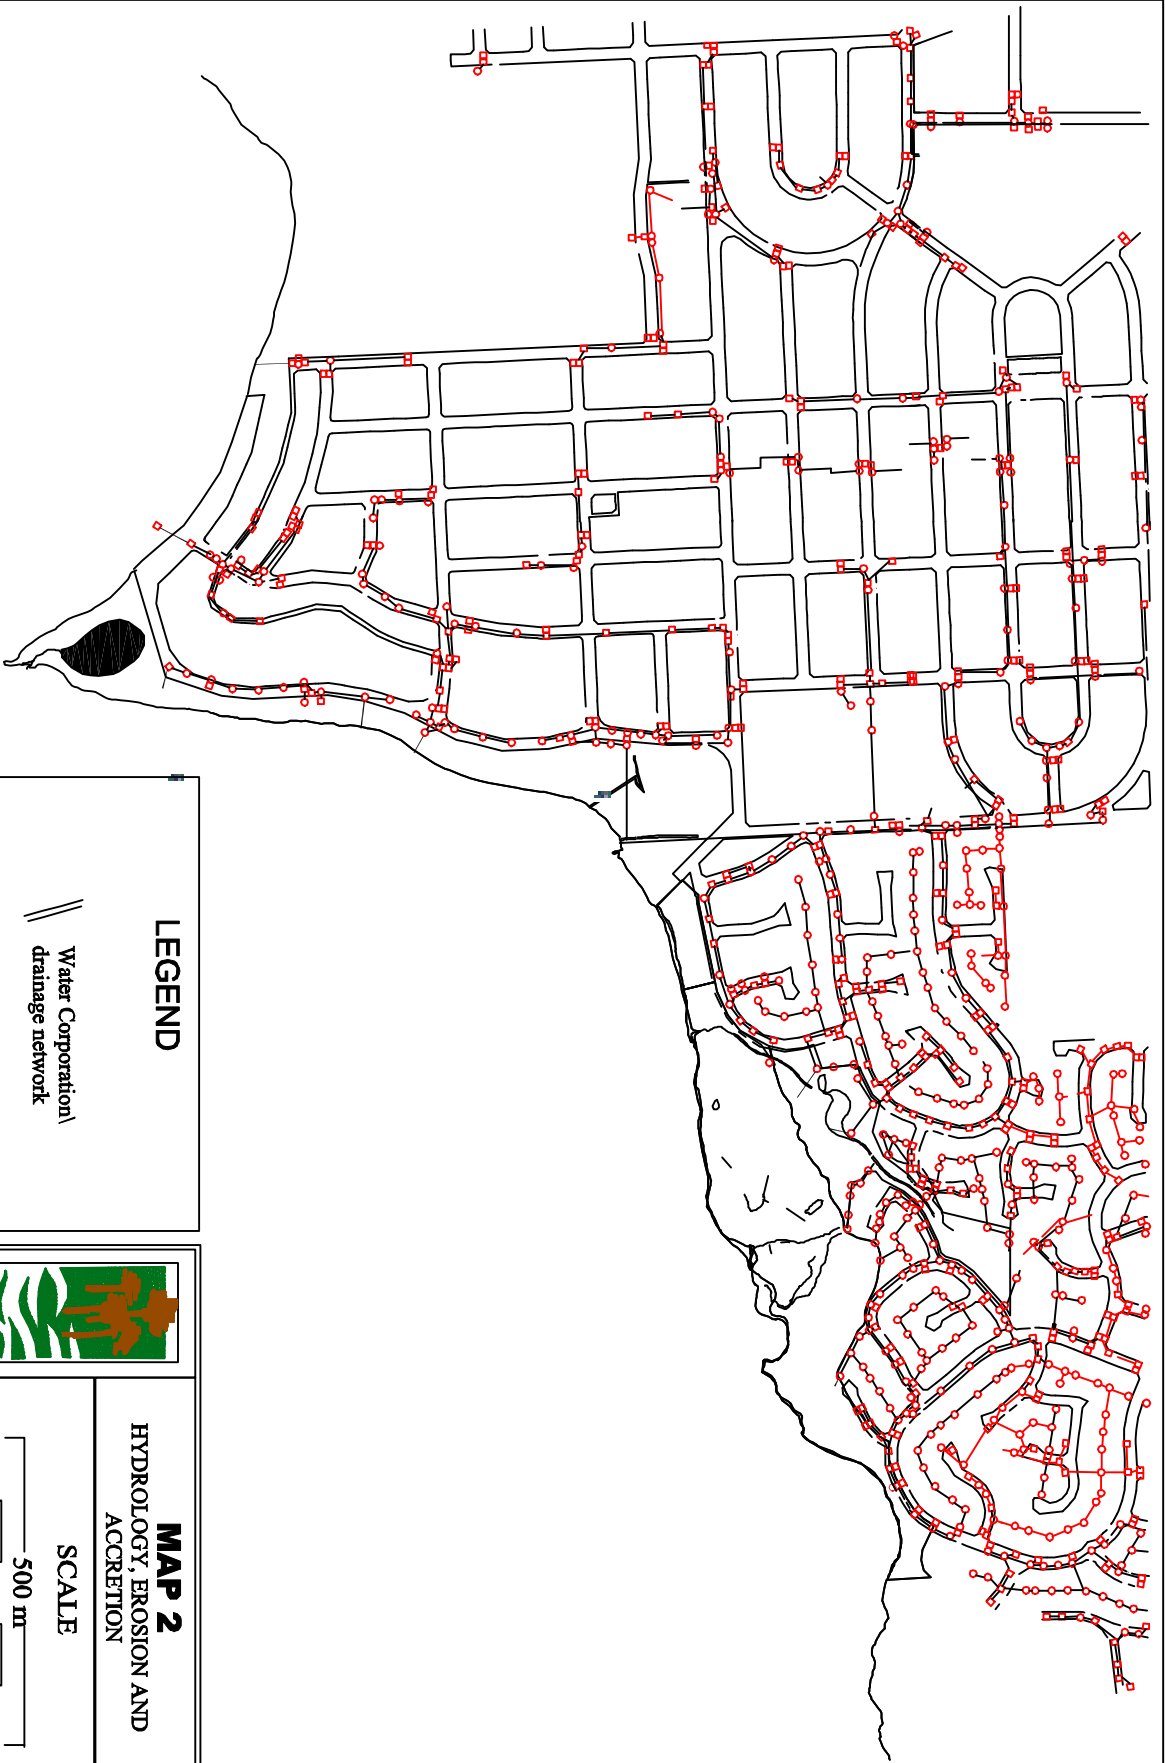 LEGEND
Water Corporation\
drainage network
MAP 2
HYDROLOGY, EROSION AND
ACCRETION
SCALE
500 m